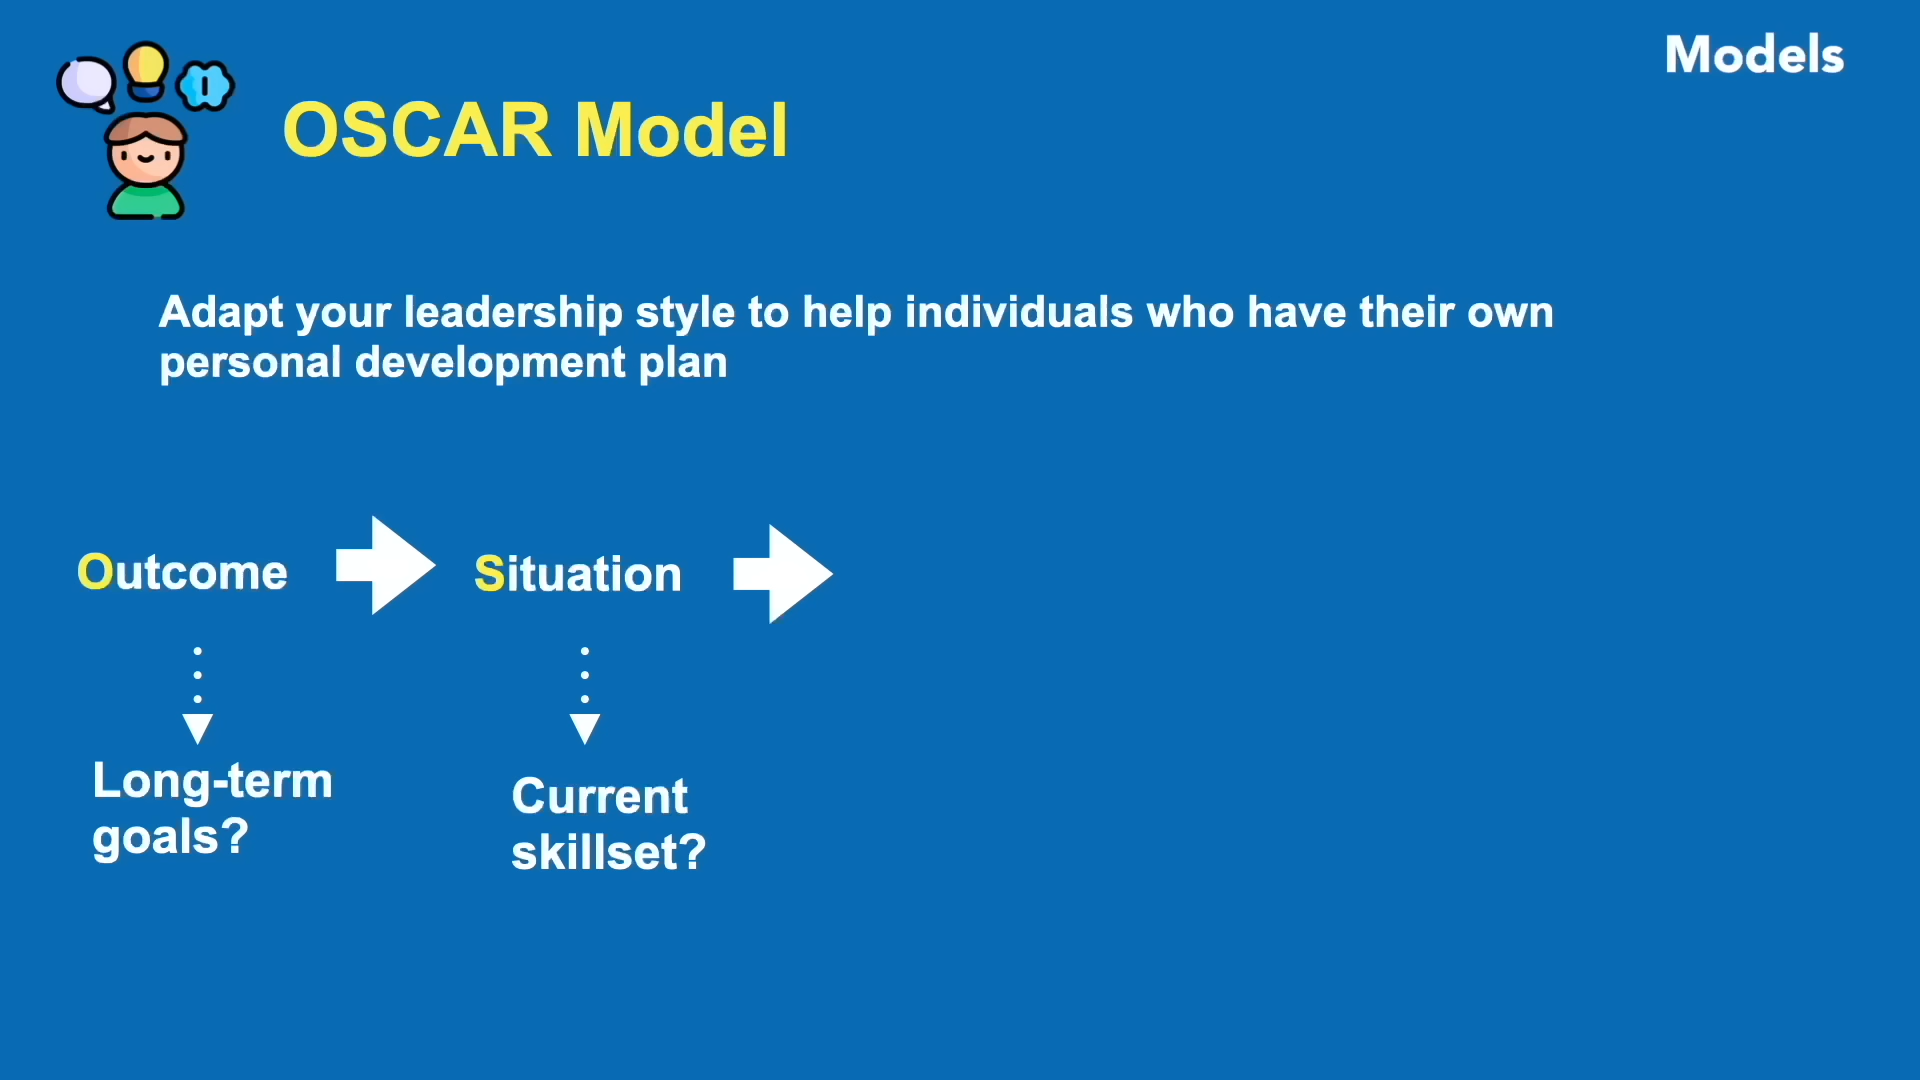 Models
OSCAR Model
Adapt your leadership style to help individuals who have their own
personal development plan
Outcome
Situation
Long-term
goals?
Current
skillset?